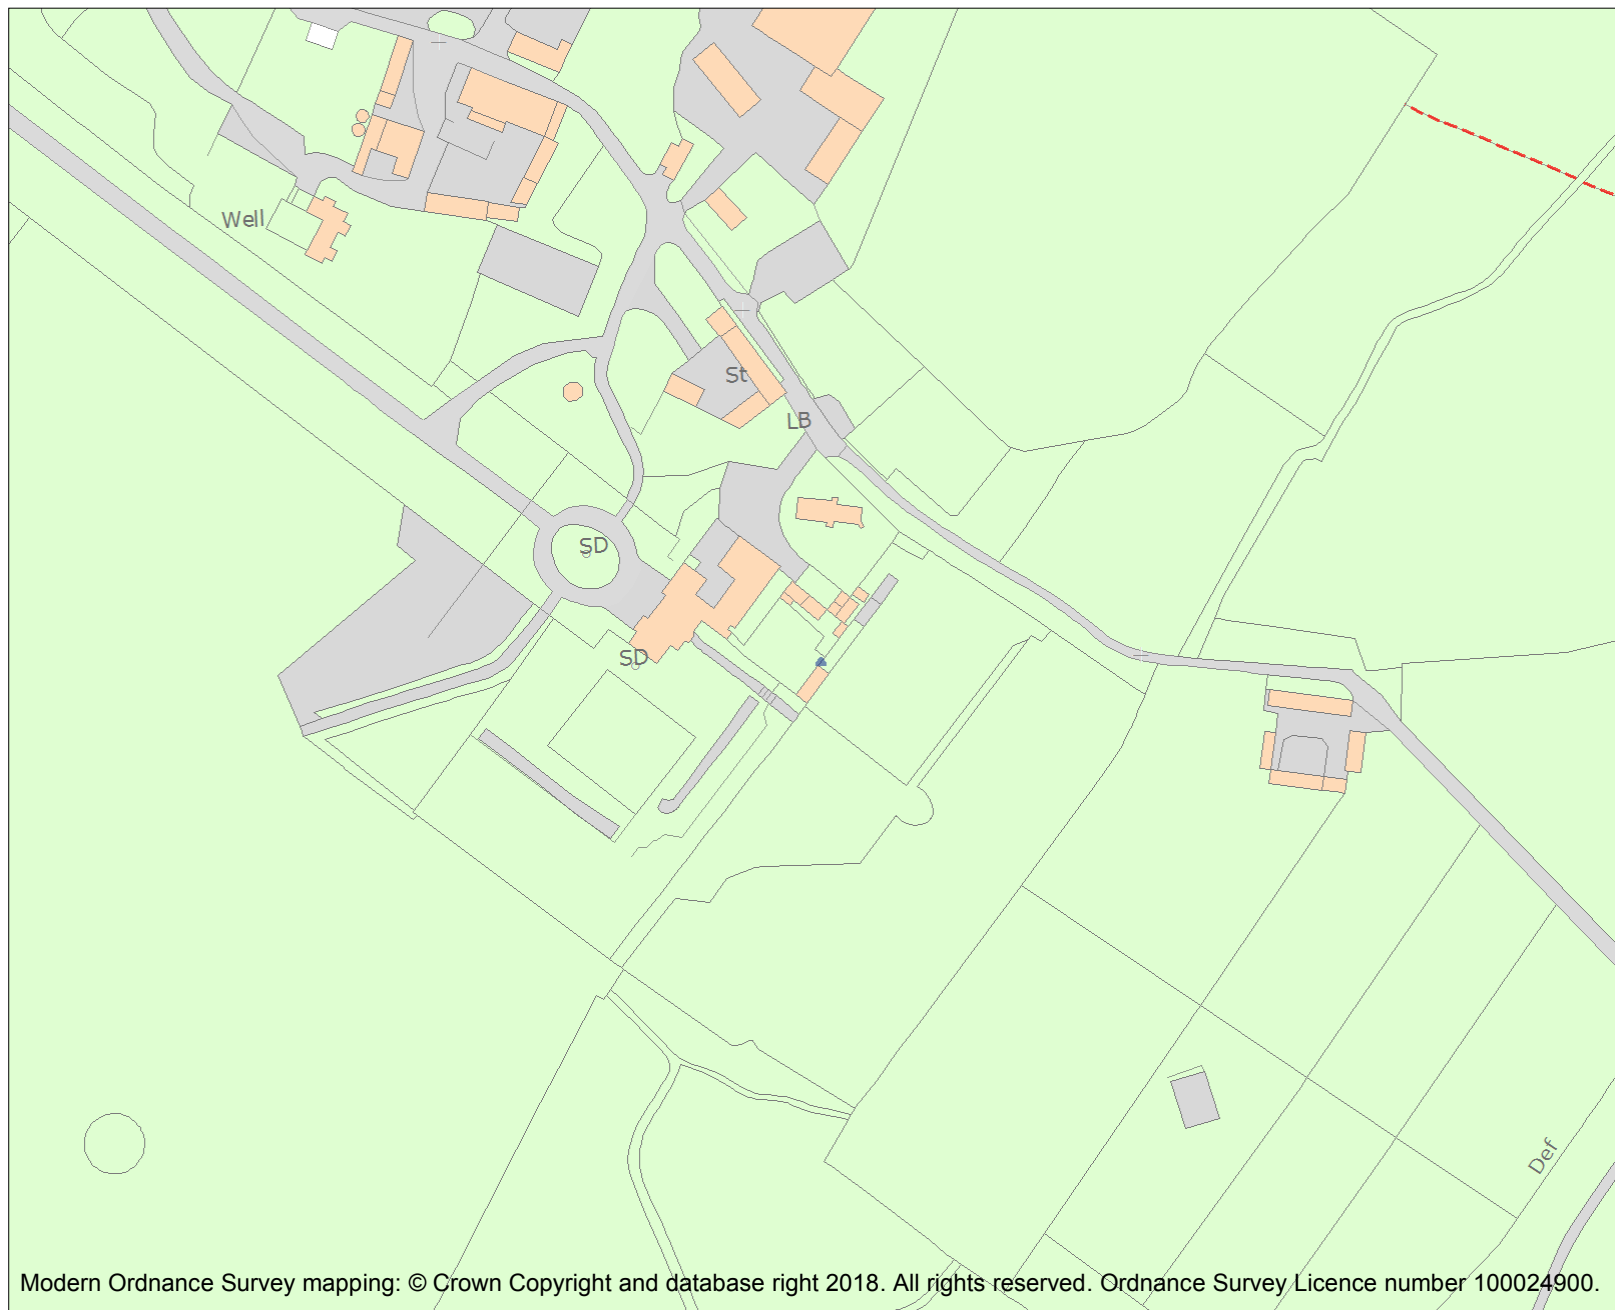 Well
St
LB
SD
SD
Def
Modern Ordnance Survey mapping: © Crown Copyright and database right 2018. All rights reserved. Ordnance Survey Licence number 100024900.